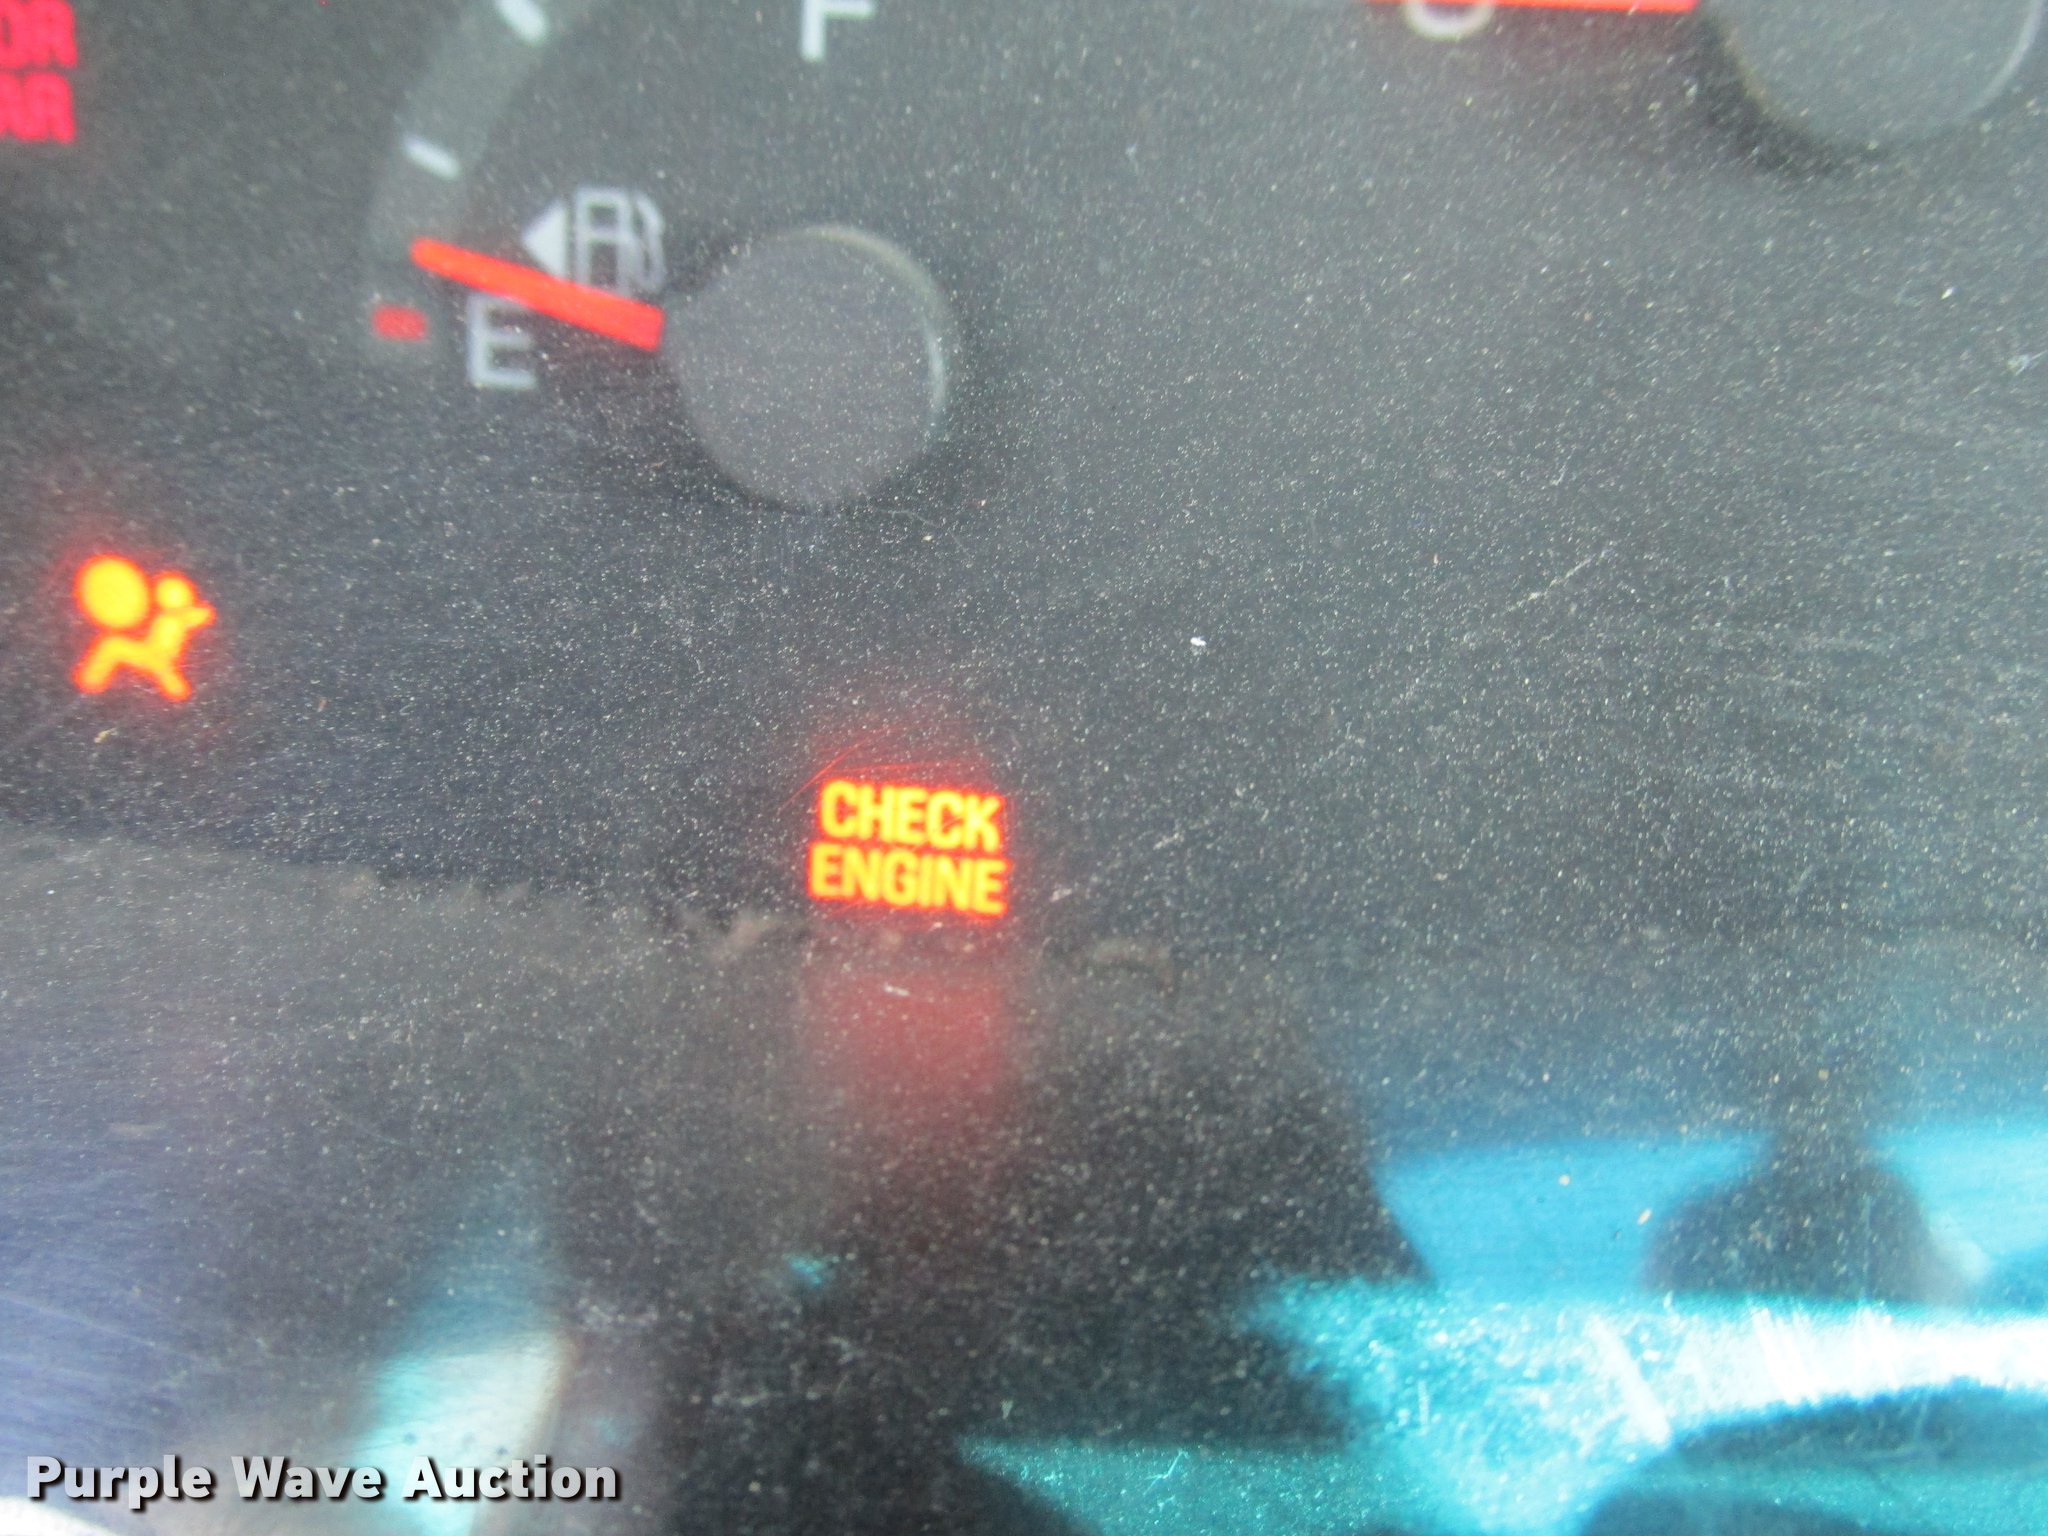 F
E
CHECK
ENGINE
Purple Wave Auction